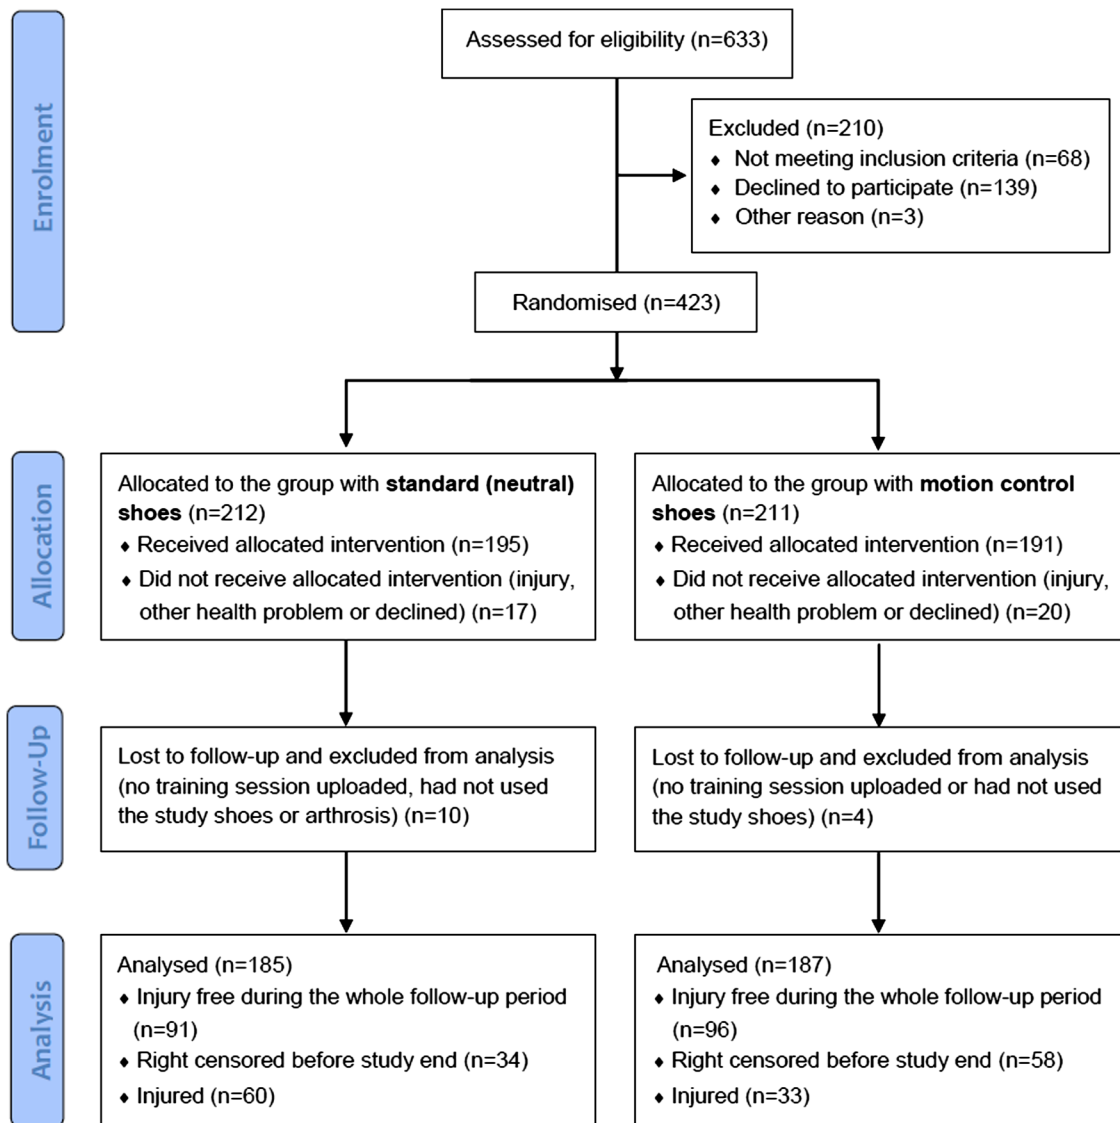 Enrolment
Assessed for eligibility (n=633)
Excluded (n=210)
♦ Not meeting inclusion criteria (n=68)
♦ Declined to participate (n=139)
♦ Other reason (n=3)
Randomised (n=423)
Allocation
Allocated to the group with standard (neutral)
shoes (n=212)
♦ Received allocated intervention (n=195)
♦ Did not receive allocated intervention (injury,
other health problem or declined) (n=17)
Allocated to the group with motion control
shoes (n=211)
♦ Received allocated intervention (n=191)
♦ Did not receive allocated intervention (injury,
other health problem or declined) (n=20)
Follow-Up
Lost to follow-up and excluded from analysis
(no training session uploaded, had not used
the study shoes or arthrosis) (n=10)
Lost to follow-up and excluded from analysis
(no training session uploaded or had not used
the study shoes) (n=4)
Analysis
Analysed (n=185)
♦ Injury free during the whole follow-up period
(n=91)
♦ Right censored before study end (n=34)
♦ Injured (n=60)
Analysed (n=187)
♦ Injury free during the whole follow-up period
(n=96)
♦ Right censored before study end (n=58)
♦ Injured (n=33)